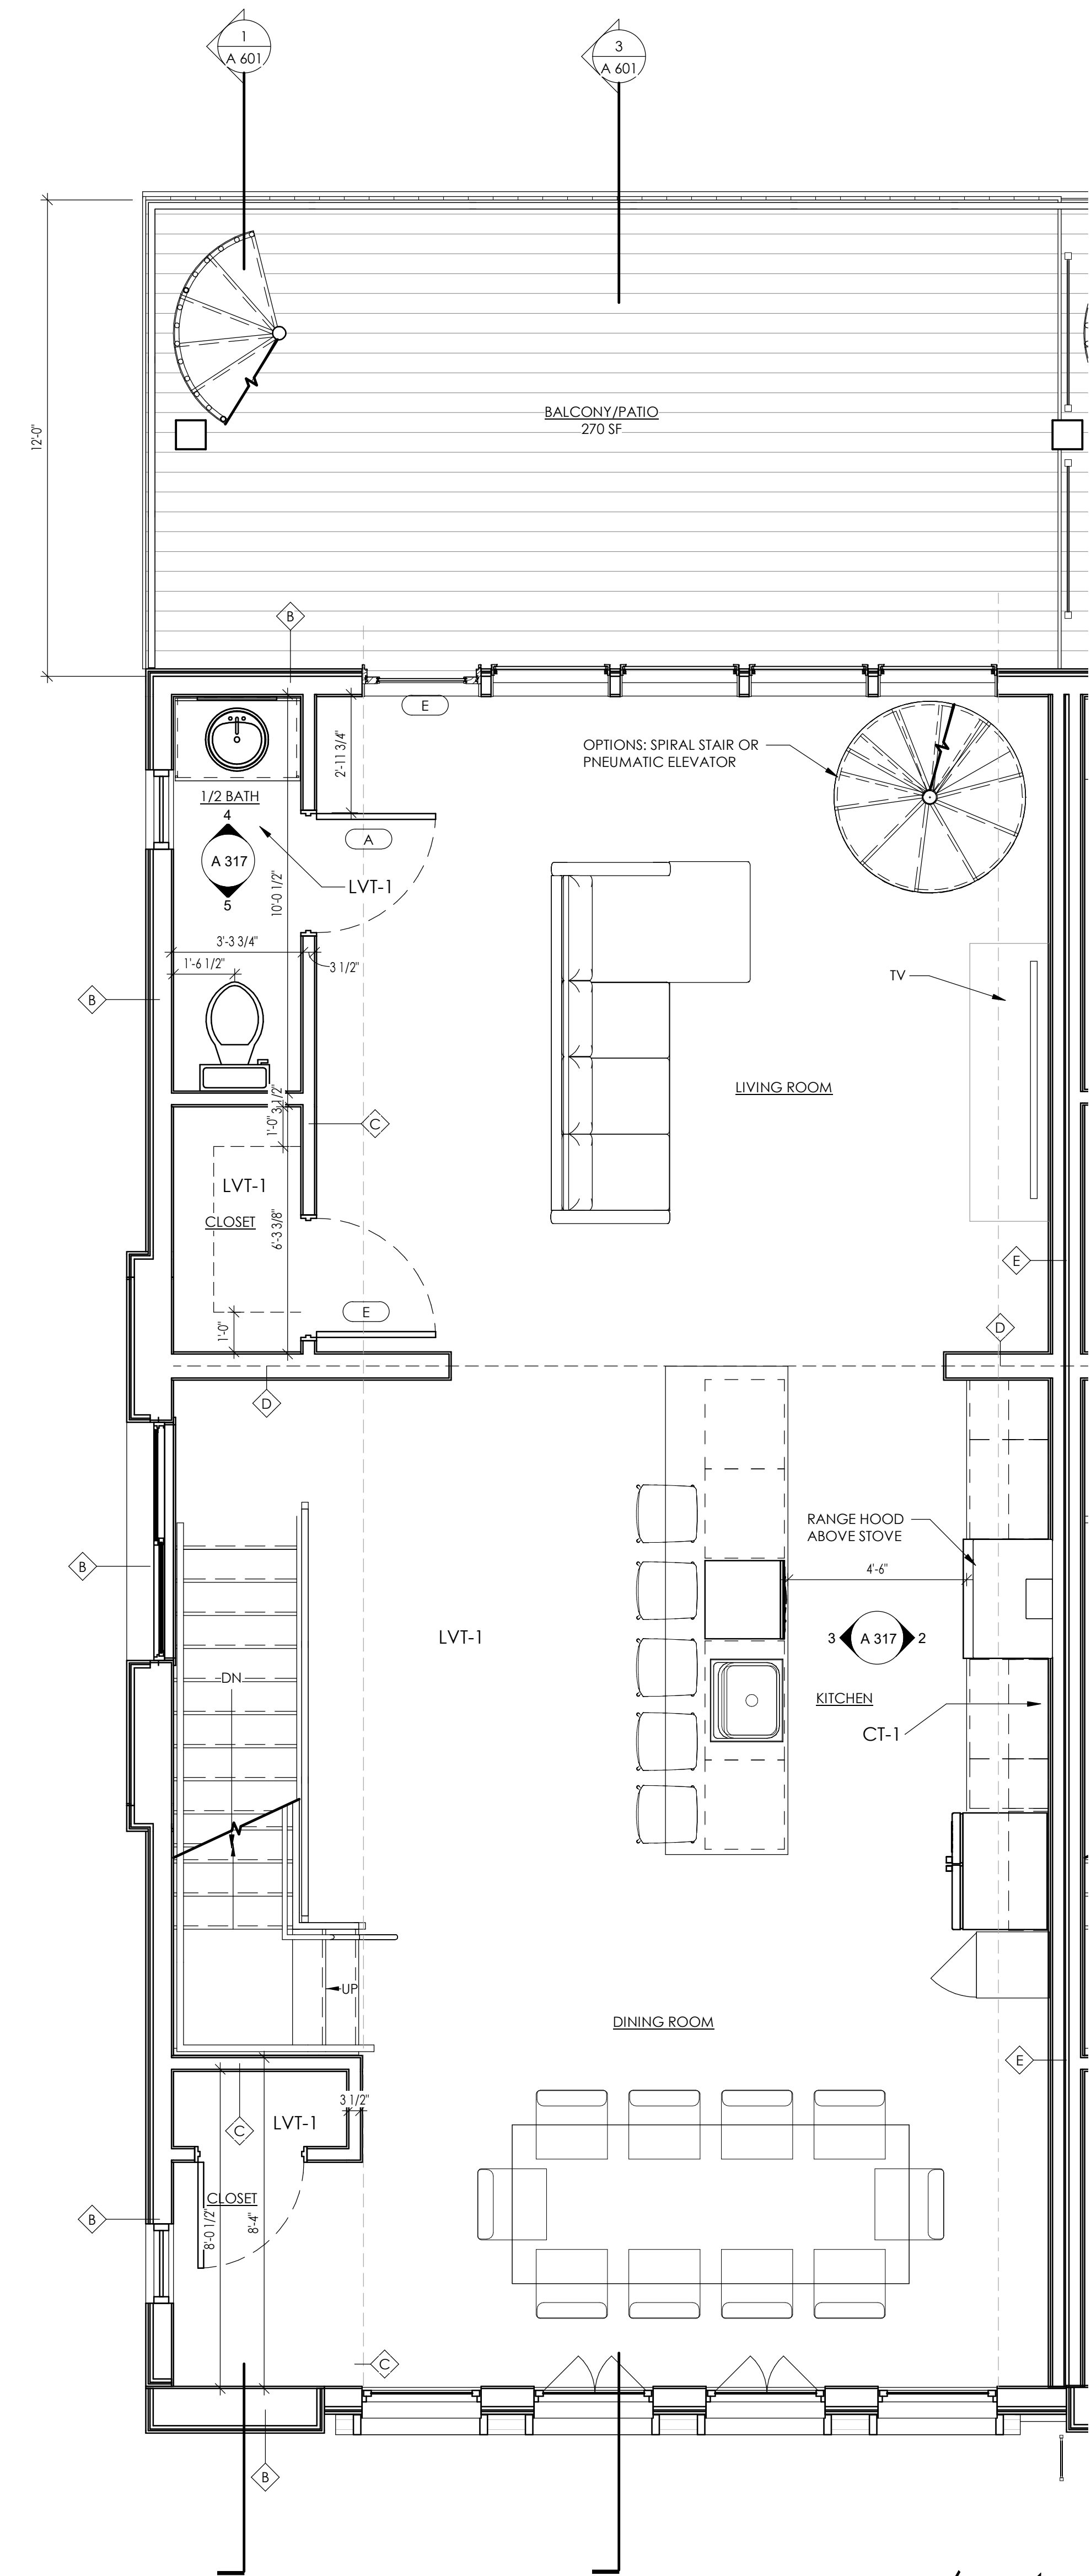 1
A 601
3
A 601
12'-0"
BALCONY/PATIO
270 SF
B
E
2'-11 3/4"
OPTIONS: SPIRAL STAIR OR
PNEUMATIC ELEVATOR
1/2 BATH
4
A 317
5
A
LVT-1
10'-0 1/2"
3'-3 3/4"
1'-6 1/2"
3 1/2"
B
TV
LIVING ROOM
3 1/2"
1'-0"
C
LVT-1
CLOSET
6'-3 3/8"
E
E
1'-0"
D
D
RANGE HOOD
ABOVE STOVE
B
4'-6"
LVT-1
3
A 317
2
DN
KITCHEN
CT-1
UP
DINING ROOM
E
3 1/2"
LVT-1
C
CLOSET
B
8'-0 1/2"
8'-4"
C
B